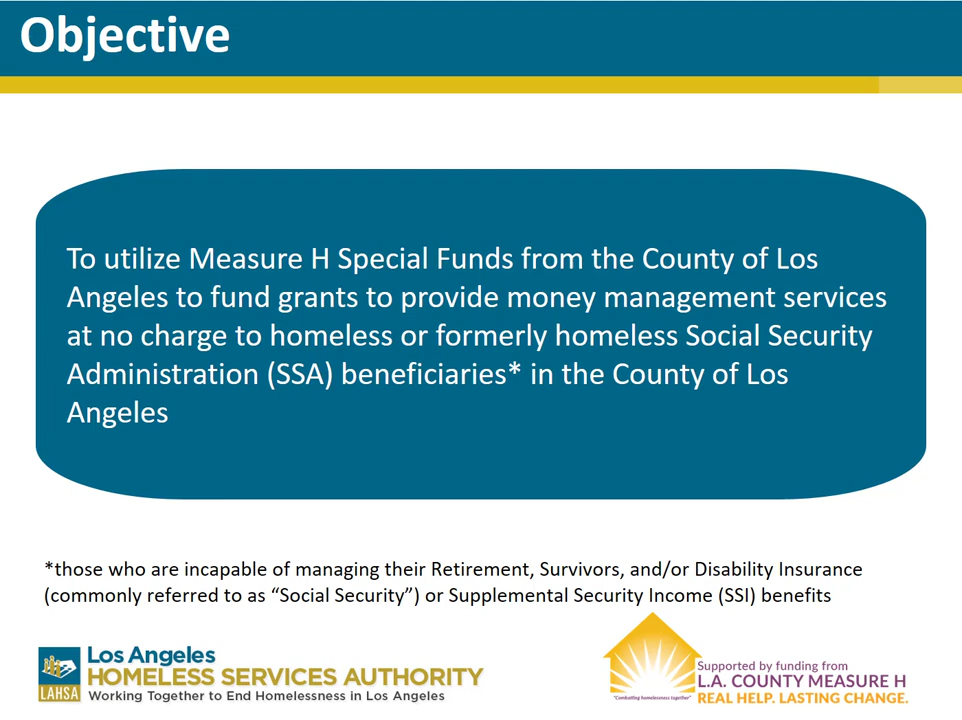 Objective
To utilize Measure H Special Funds from the County of Los
Angeles to fund grants to provide money management services
at no charge to homeless or formerly homeless Social Security
Administration (SSA) beneficiaries* in the County of Los
Angeles
*those who are incapable of managing their Retirement, Survivors, and/or Disability Insurance
(commonly referred to as “Social Security”) or Supplemental Security Income (SSI) benefits
LAHSA
Los Angeles
HOMELESS SERVICES AUTHORITY
Working Together to End Homelessness in Los Angeles
"Combatting homelessness together"
Supported by funding from
L.A. COUNTY MEASURE H
REAL HELP. LASTING CHANGE.